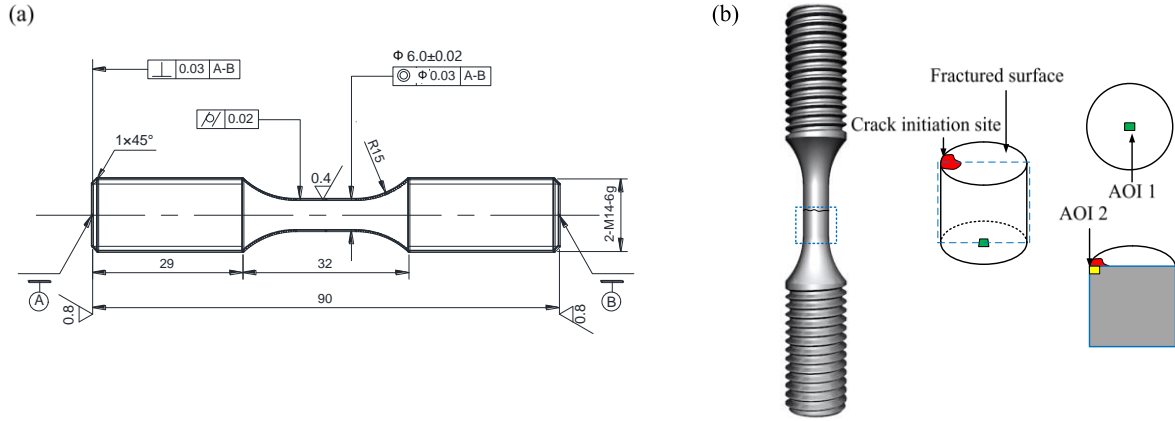 (a)
(b)
Φ 6.0±0.02
⊥ 0.03 A-B
◎ Φ 0.03 A-B
⌭ 0.02
1×45°
R15
0.4
2-M14-6g
29
32
90
A
B
0.8
0.8
Fractured surface
Crack initiation site
AOI 1
AOI 2